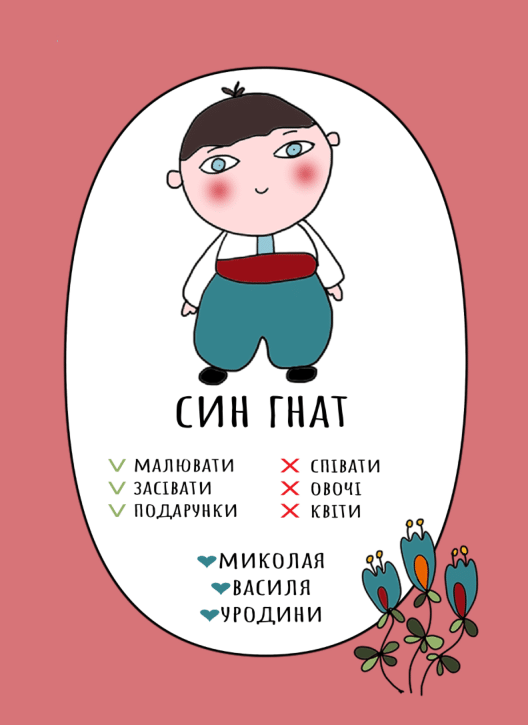 СИН ГНАТ
МАЛЮВАТИ
ЗАСІВАТИ
ПОДАРУНКИ
СПІВАТИ
ОВОЧІ
КВІТИ
МИКОЛАЯ
ВАСИЛЯ
УРОДИНИ